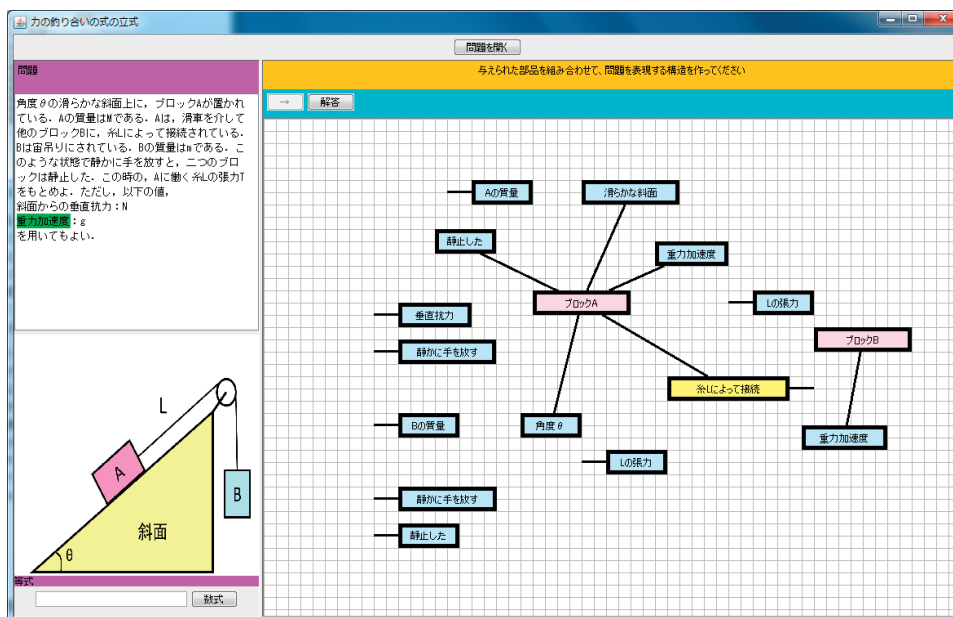 力の釣り合いの式の立式
問題を開く
問題
角度θの滑らかな斜面上に，ブロックAが置かれ
ている．Aの質量はMである．Aは，滑車を介して
他のブロックBに，糸Lによって接続されている．
Bは宙吊りにされている．Bの質量はmである．こ
のような状態で静かに手を放すと，二つのブロ
ックは静止した．この時の，Aに働く糸Lの張力T
をもとめよ．ただし，以下の値，
斜面からの垂直抗力：N
重力加速度：g
を用いてもよい．
L
A
B
斜面
θ
等式
数式
与えられた部品を組み合わせて、問題を表現する構造を作ってください
→
解答
Aの質量
滑らかな斜面
静止した
重力加速度
ブロックA
Lの張力
垂直抗力
ブロックB
静かに手を放す
糸Lによって接続
Bの質量
角度θ
重力加速度
Lの張力
静かに手を放す
静止した